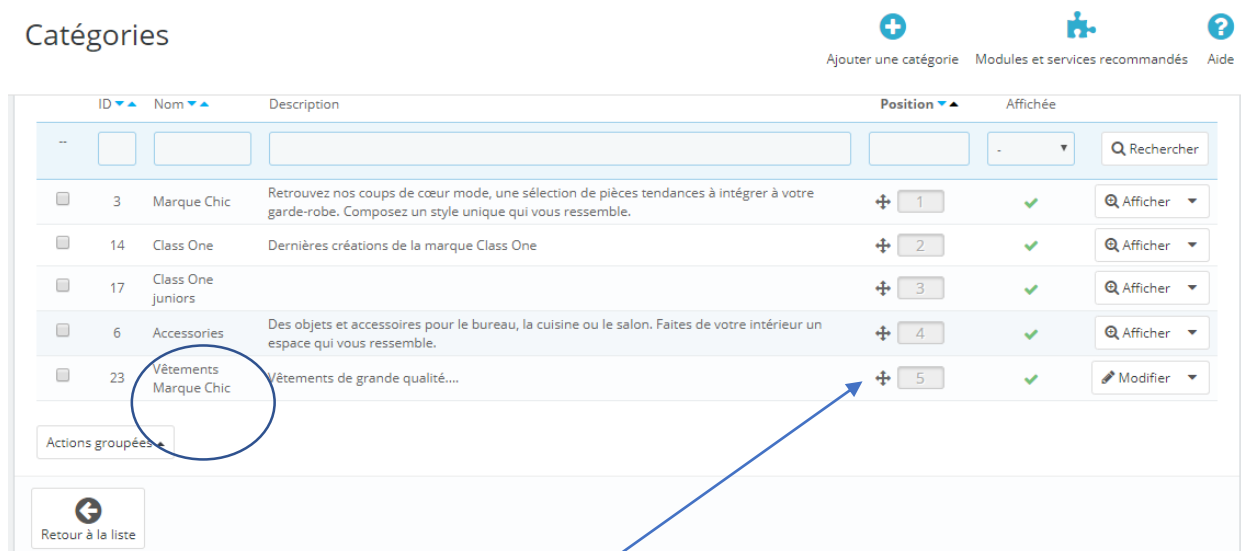 Catégories
Ajouter une catégorie Modules et services recommandés Aide
ID Nom Description Position Affichée
-- - Rechercher
3 Marque Chic Retrouvez nos coups de cœur mode, une sélection de pièces tendances à intégrer à votre garde-robe. Composez un style unique qui vous ressemble. 1 Afficher
14 Class One Dernières créations de la marque Class One 2 Afficher
17 Class One juniors 3 Afficher
6 Accessories Des objets et accessoires pour le bureau, la cuisine ou le salon. Faites de votre intérieur un espace qui vous ressemble. 4 Afficher
23 Vêtements Marque Chic Vêtements de grande qualité.... 5 Modifier
Actions groupées
Retour à la liste